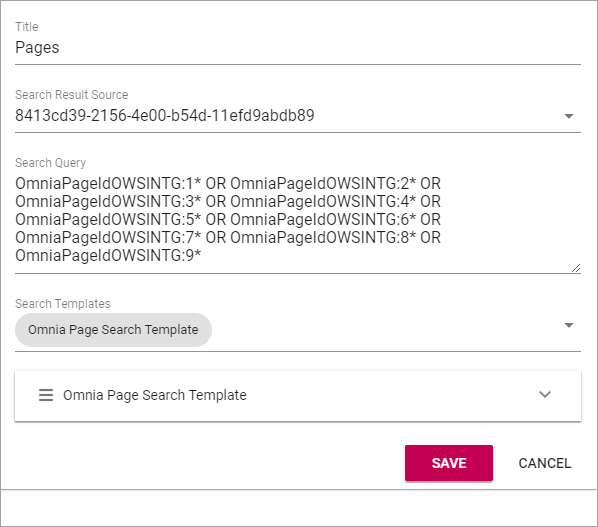 Title
Pages
Search Result Source
8413cd39-2156-4e00-b54d-11efd9abdb89
Search Query
OmniaPageIdOWSINTG:1* OR OmniaPageIdOWSINTG:2* OR
OmniaPageIdOWSINTG:3* OR OmniaPageIdOWSINTG:4* OR
OmniaPageIdOWSINTG:5* OR OmniaPageIdOWSINTG:6* OR
OmniaPageIdOWSINTG:7* OR OmniaPageIdOWSINTG:8* OR
OmniaPageIdOWSINTG:9*
Search Templates
Omnia Page Search Template
Omnia Page Search Template
SAVE CANCEL